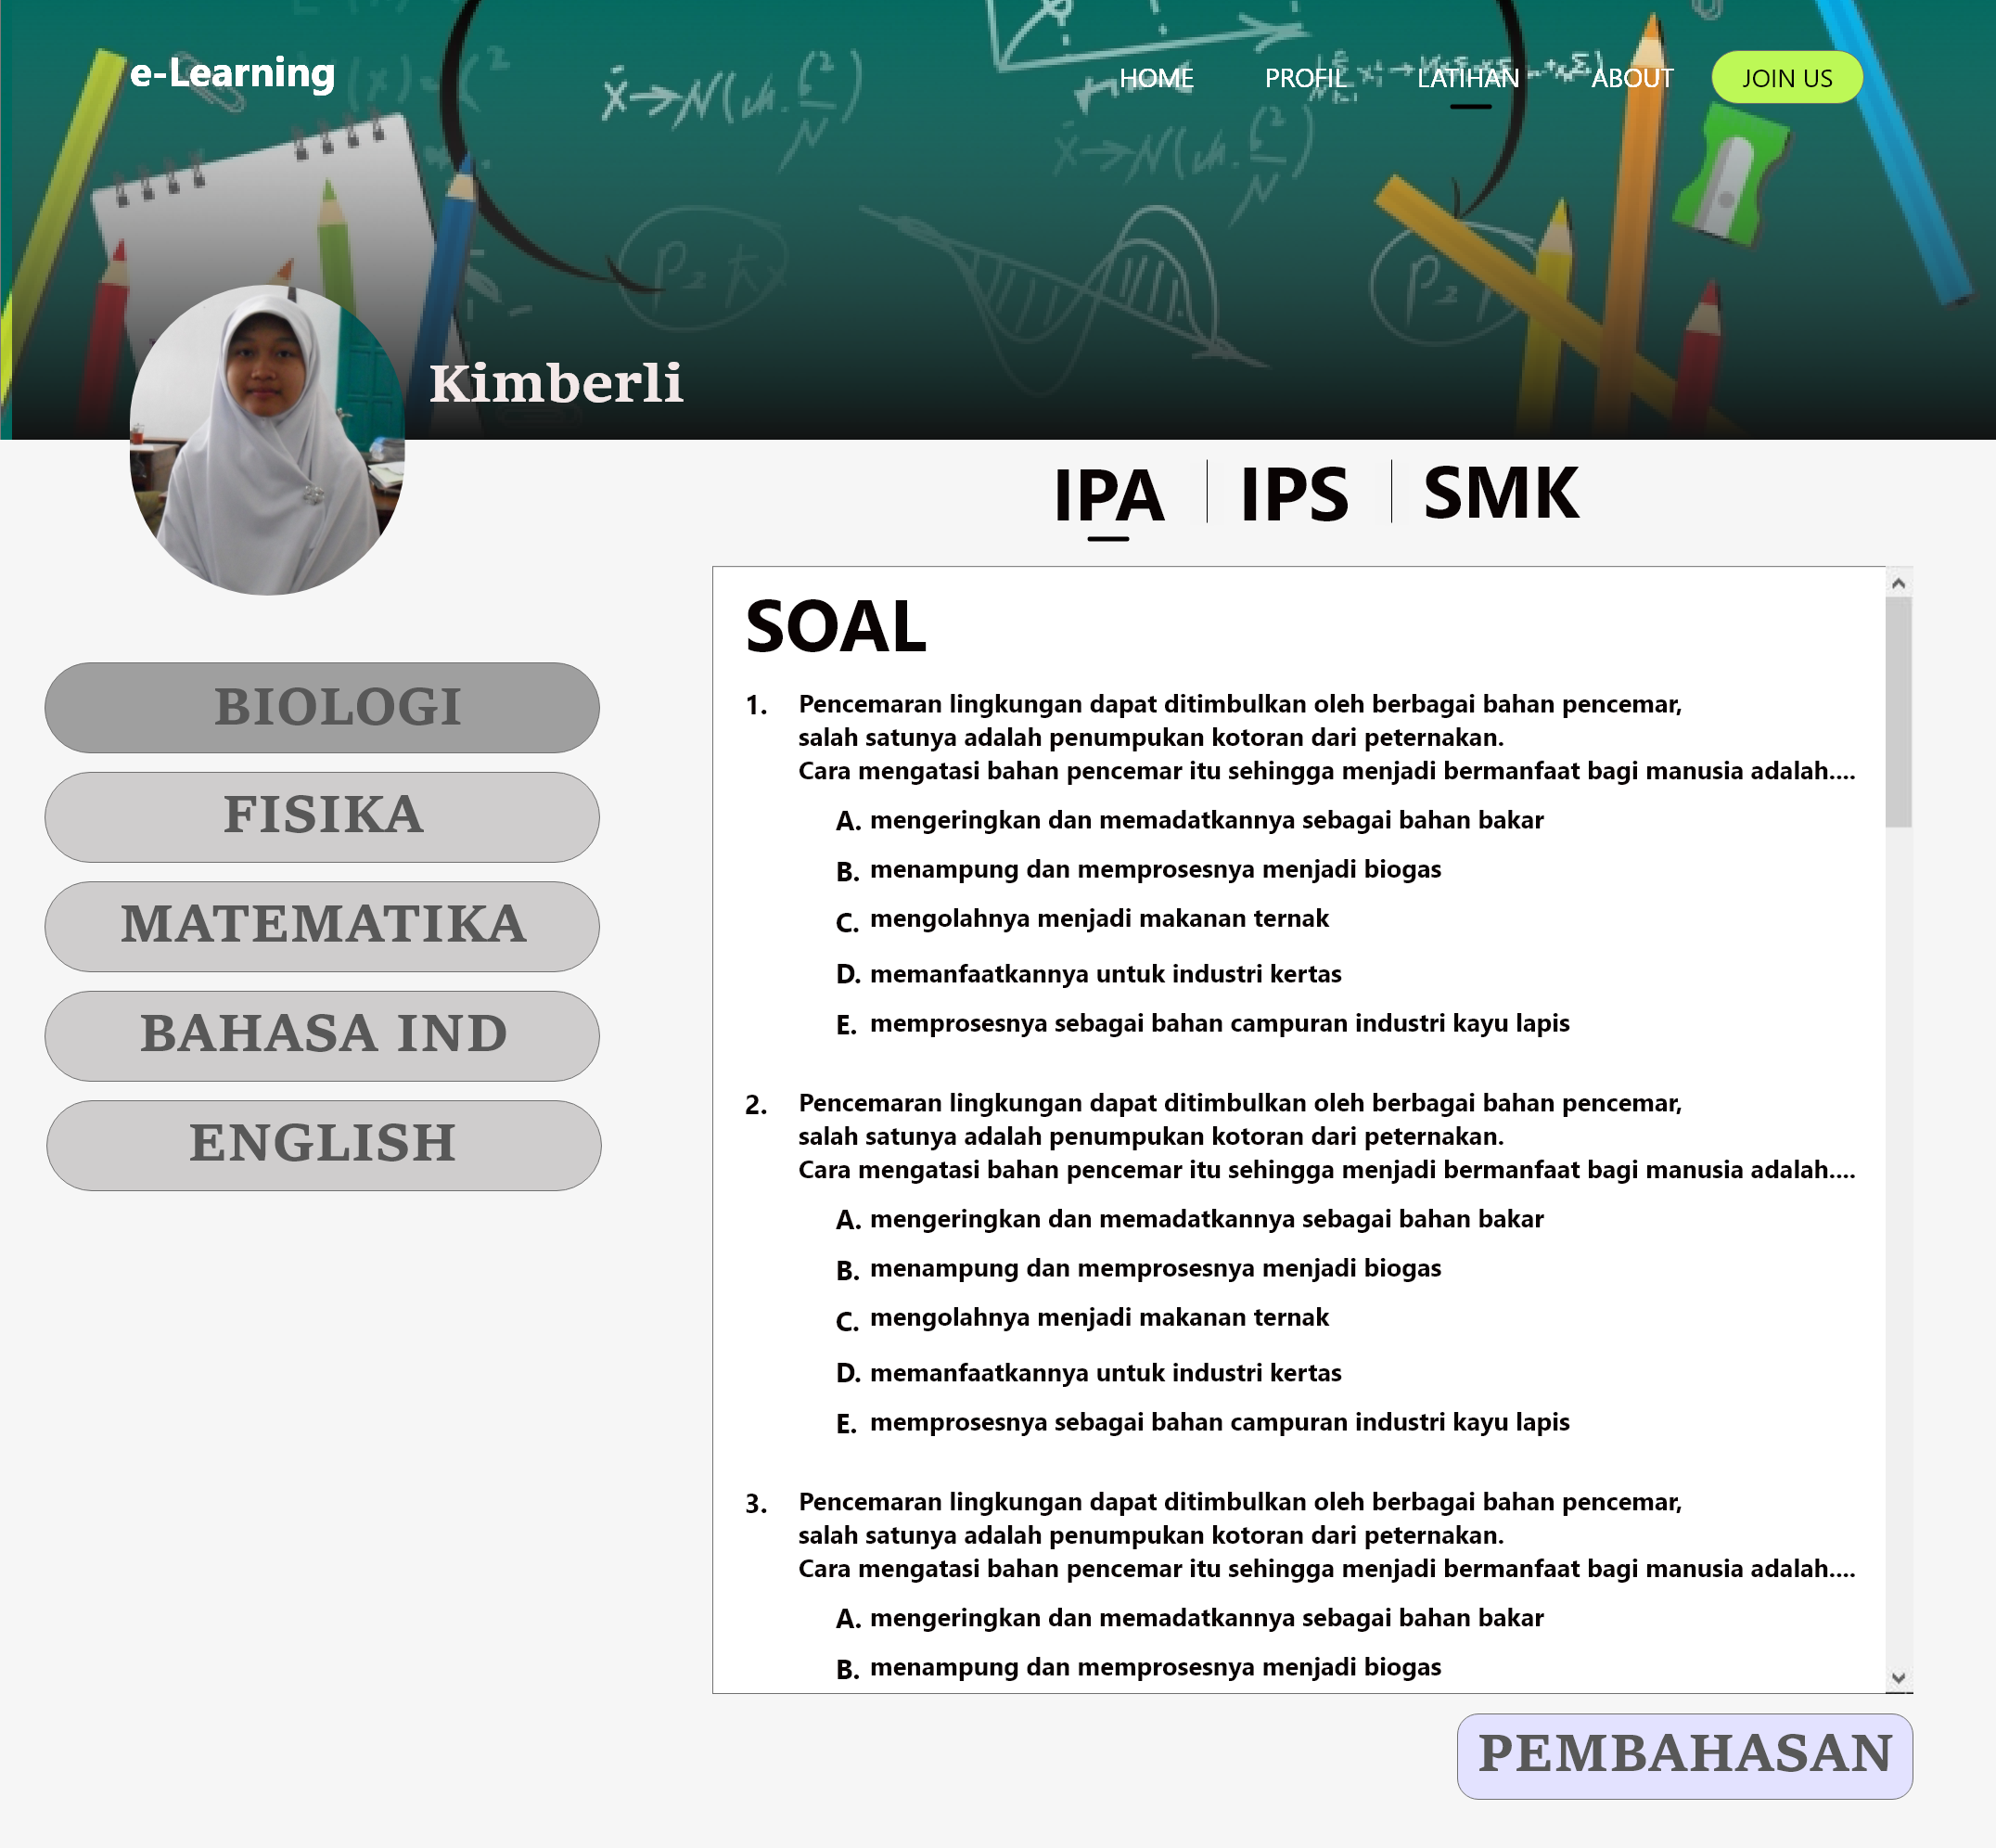 e-Learning
HOME PROFIL LATIHAN ABOUT JOIN US
Kimberli
IPA IPS SMK
BIOLOGI
FISIKA
MATEMATIKA
BAHASA IND
ENGLISH
SOAL
1. Pencemaran lingkungan dapat ditimbulkan oleh berbagai bahan pencemar,
salah satunya adalah penumpukan kotoran dari peternakan.
Cara mengatasi bahan pencemar itu sehingga menjadi bermanfaat bagi manusia adalah....
A. mengeringkan dan memadatkannya sebagai bahan bakar
B. menampung dan memprosesnya menjadi biogas
C. mengolahnya menjadi makanan ternak
D. memanfaatkannya untuk industri kertas
E. memprosesnya sebagai bahan campuran industri kayu lapis
2. Pencemaran lingkungan dapat ditimbulkan oleh berbagai bahan pencemar,
salah satunya adalah penumpukan kotoran dari peternakan.
Cara mengatasi bahan pencemar itu sehingga menjadi bermanfaat bagi manusia adalah....
A. mengeringkan dan memadatkannya sebagai bahan bakar
B. menampung dan memprosesnya menjadi biogas
C. mengolahnya menjadi makanan ternak
D. memanfaatkannya untuk industri kertas
E. memprosesnya sebagai bahan campuran industri kayu lapis
3. Pencemaran lingkungan dapat ditimbulkan oleh berbagai bahan pencemar,
salah satunya adalah penumpukan kotoran dari peternakan.
Cara mengatasi bahan pencemar itu sehingga menjadi bermanfaat bagi manusia adalah....
A. mengeringkan dan memadatkannya sebagai bahan bakar
B. menampung dan memprosesnya menjadi biogas
PEMBAHASAN